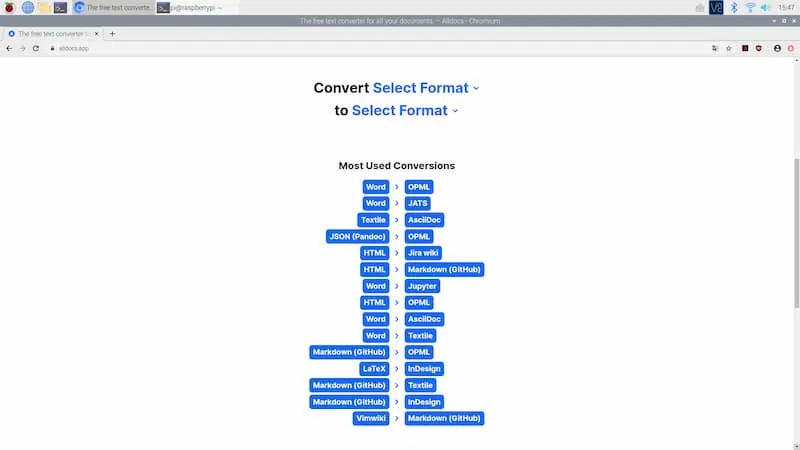 The free text converte...
pi@raspberrypi: ~
15:47
The free text converter for all your documents. – Alldocs - Chromium
The free text converter f
alldocs.app
Convert Select Format
to Select Format
Most Used Conversions
Word > OPML
Word > JATS
Textile > AsciiDoc
JSON (Pandoc) > OPML
HTML > Jira wiki
HTML > Markdown (GitHub)
Word > Jupyter
HTML > OPML
Word > AsciiDoc
Word > Textile
Markdown (GitHub) > OPML
LaTeX > InDesign
Markdown (GitHub) > Textile
Markdown (GitHub) > InDesign
Vimwiki > Markdown (GitHub)